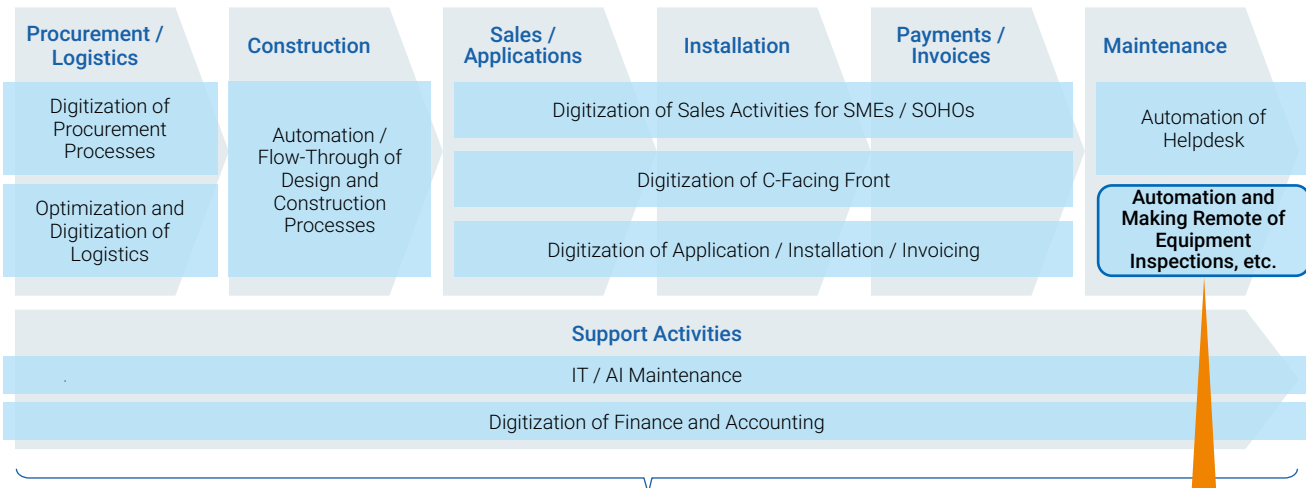 Procurement /
Logistics
Construction
Sales /
Applications
Installation
Payments /
Invoices
Maintenance
Digitization of
Procurement
Processes
Optimization and
Digitization of
Logistics
Automation /
Flow-Through of
Design and
Construction
Processes
Digitization of Sales Activities for SMEs / SOHOs
Digitization of C-Facing Front
Digitization of Application / Installation / Invoicing
Automation of
Helpdesk
Automation and
Making Remote of
Equipment
Inspections, etc.
Support Activities
IT / AI Maintenance
Digitization of Finance and Accounting